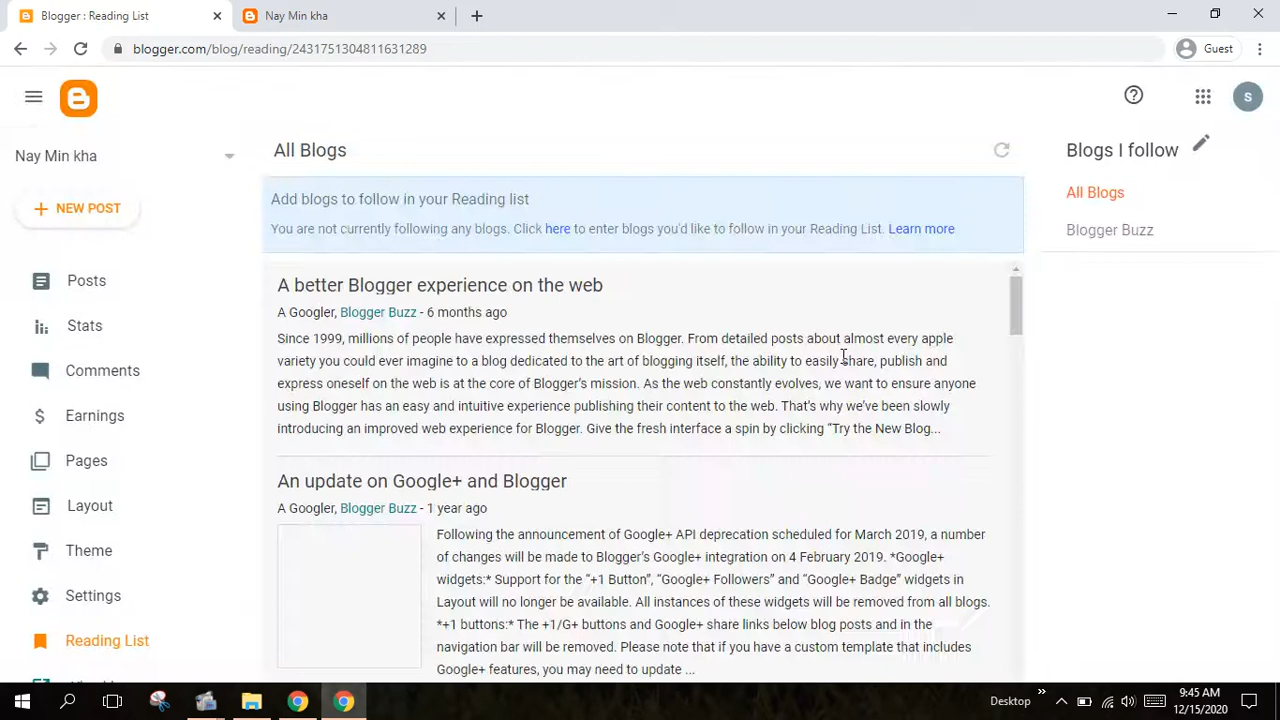 Blogger : Reading List
Nay Min kha
blogger.com/blog/reading/2431751304811631289
Guest
S
Nay Min kha
NEW POST
Posts
Stats
Comments
Earnings
Pages
Layout
Theme
Settings
Reading List
All Blogs
Add blogs to follow in your Reading list
You are not currently following any blogs. Click here to enter blogs you'd like to follow in your Reading List. Learn more
A better Blogger experience on the web
A Googler, Blogger Buzz - 6 months ago
Since 1999, millions of people have expressed themselves on Blogger. From detailed posts about almost every apple
variety you could ever imagine to a blog dedicated to the art of blogging itself, the ability to easily share, publish and
express oneself on the web is at the core of Blogger's mission. As the web constantly evolves, we want to ensure anyone
using Blogger has an easy and intuitive experience publishing their content to the web. That's why we've been slowly
introducing an improved web experience for Blogger. Give the fresh interface a spin by clicking “Try the New Blog...
An update on Google+ and Blogger
A Googler, Blogger Buzz - 1 year ago
Following the announcement of Google+ API deprecation scheduled for March 2019, a number
of changes will be made to Blogger's Google+ integration on 4 February 2019. *Google+
widgets:* Support for the “+1 Button”, “Google+ Followers” and “Google+ Badge” widgets in
Layout will no longer be available. All instances of these widgets will be removed from all blogs.
*+1 buttons:* The +1/G+ buttons and Google+ share links below blog posts and in the
navigation bar will be removed. Please note that if you have a custom template that includes
Google+ features, you may need to update ...
Blogs I follow
All Blogs
Blogger Buzz
Desktop
9:45 AM
12/15/2020